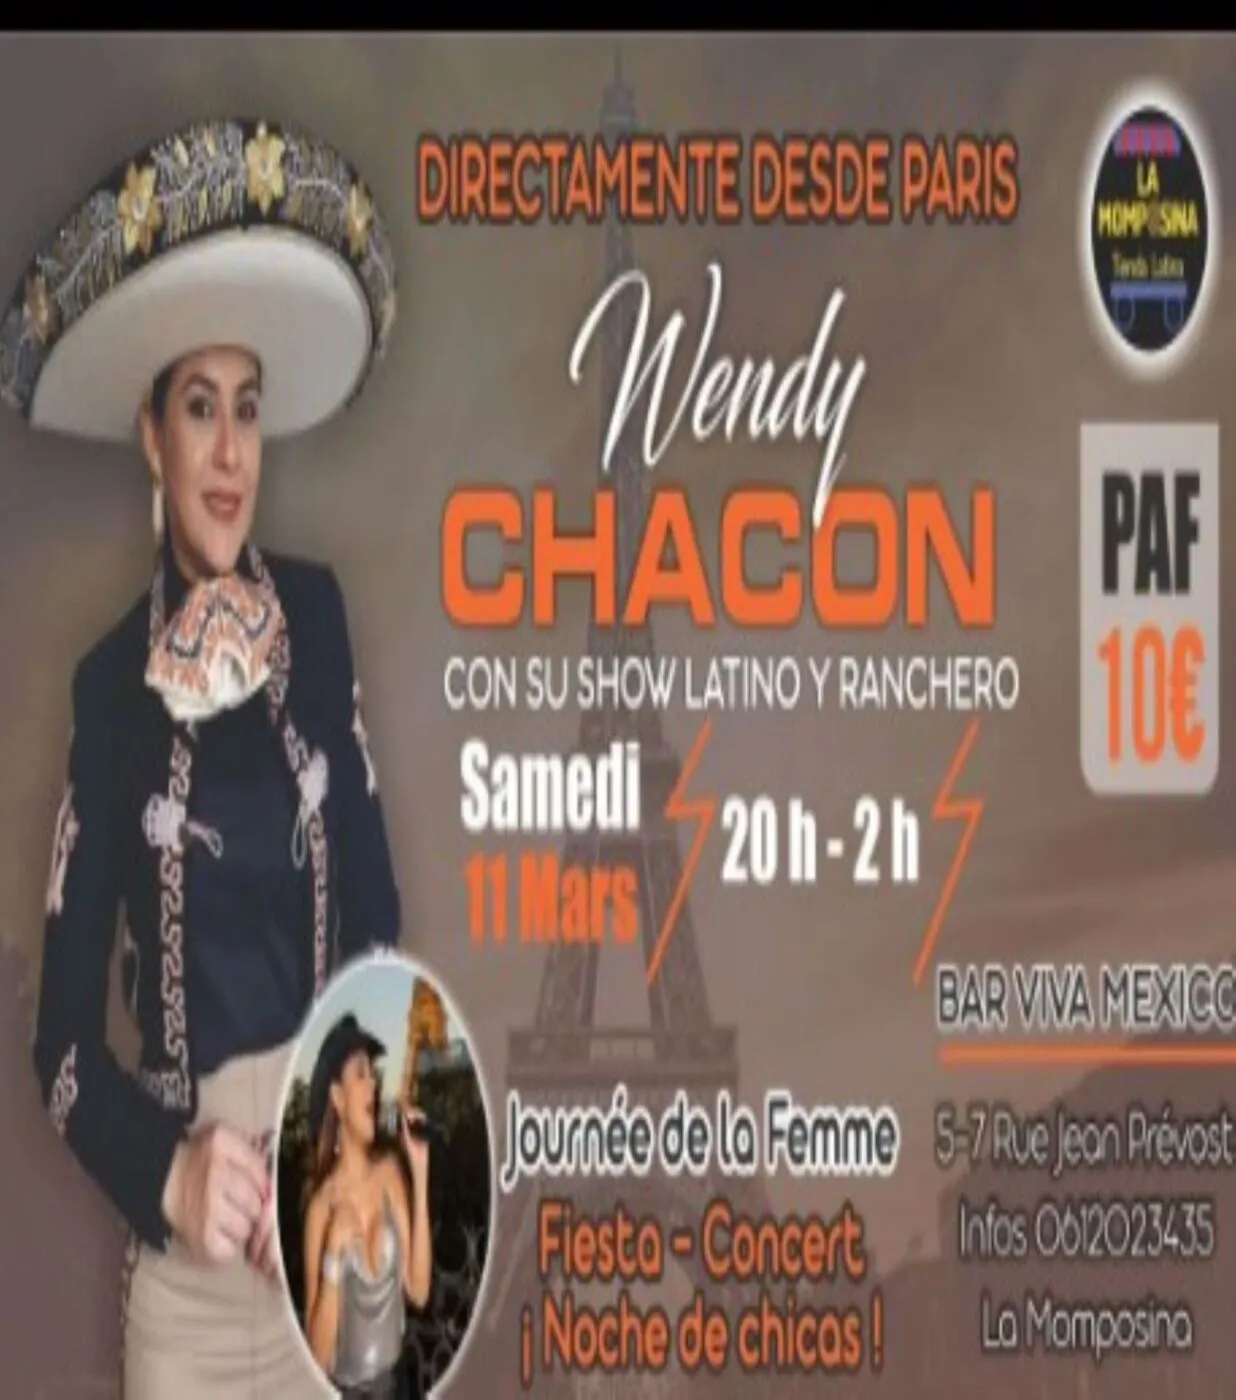 DIRECTAMENTE DESDE PARIS
LA
MOMPOSINA
Tienda Latina
Wendy
CHACON
PAF
10€
CON SU SHOW LATINO Y RANCHERO
Samedi
11 Mars
20 h - 2 h
BAR VIVA MEXICO
Journée de la Femme
Fiesta - Concert
¡ Noche de chicas !
5-7 Rue Jean Prévost
Infos 0612023435
La Momposina